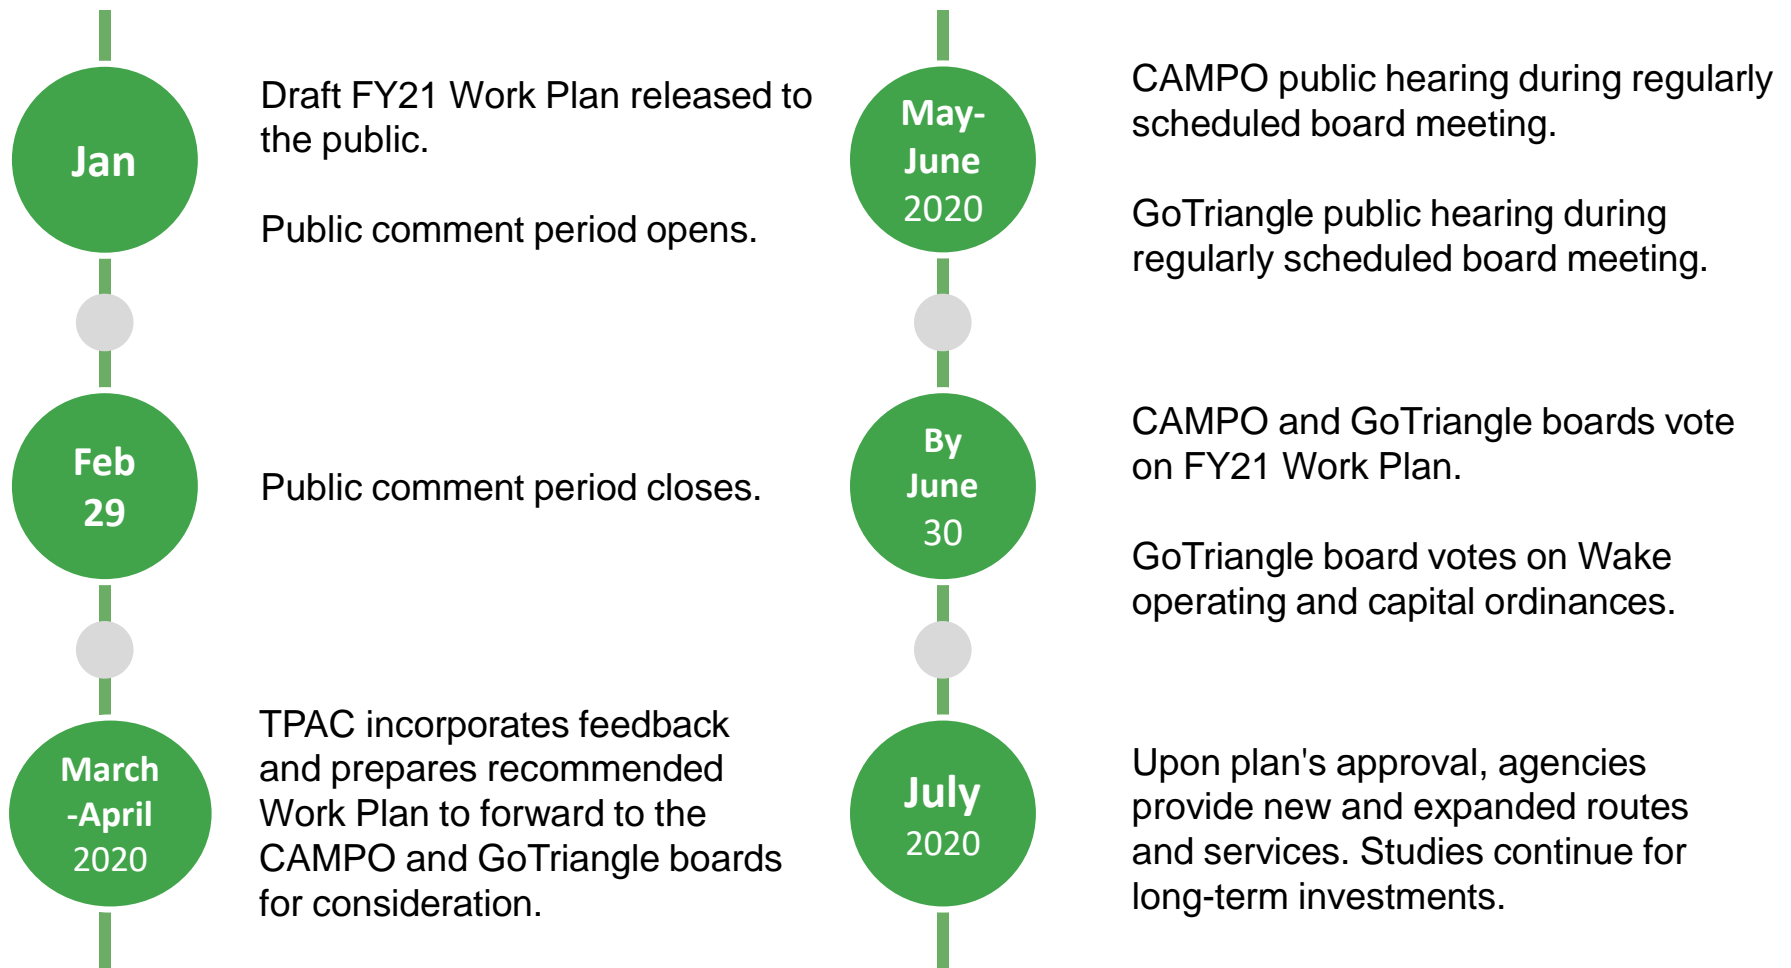 Jan
Draft FY21 Work Plan released to
the public.
Public comment period opens.
Feb
29
Public comment period closes.
March
-April
2020
TPAC incorporates feedback
and prepares recommended
Work Plan to forward to the
CAMPO and GoTriangle boards
for consideration.
May-
June
2020
CAMPO public hearing during regularly
scheduled board meeting.
GoTriangle public hearing during
regularly scheduled board meeting.
By
June
30
CAMPO and GoTriangle boards vote
on FY21 Work Plan.
GoTriangle board votes on Wake
operating and capital ordinances.
July
2020
Upon plan's approval, agencies
provide new and expanded routes
and services. Studies continue for
long-term investments.